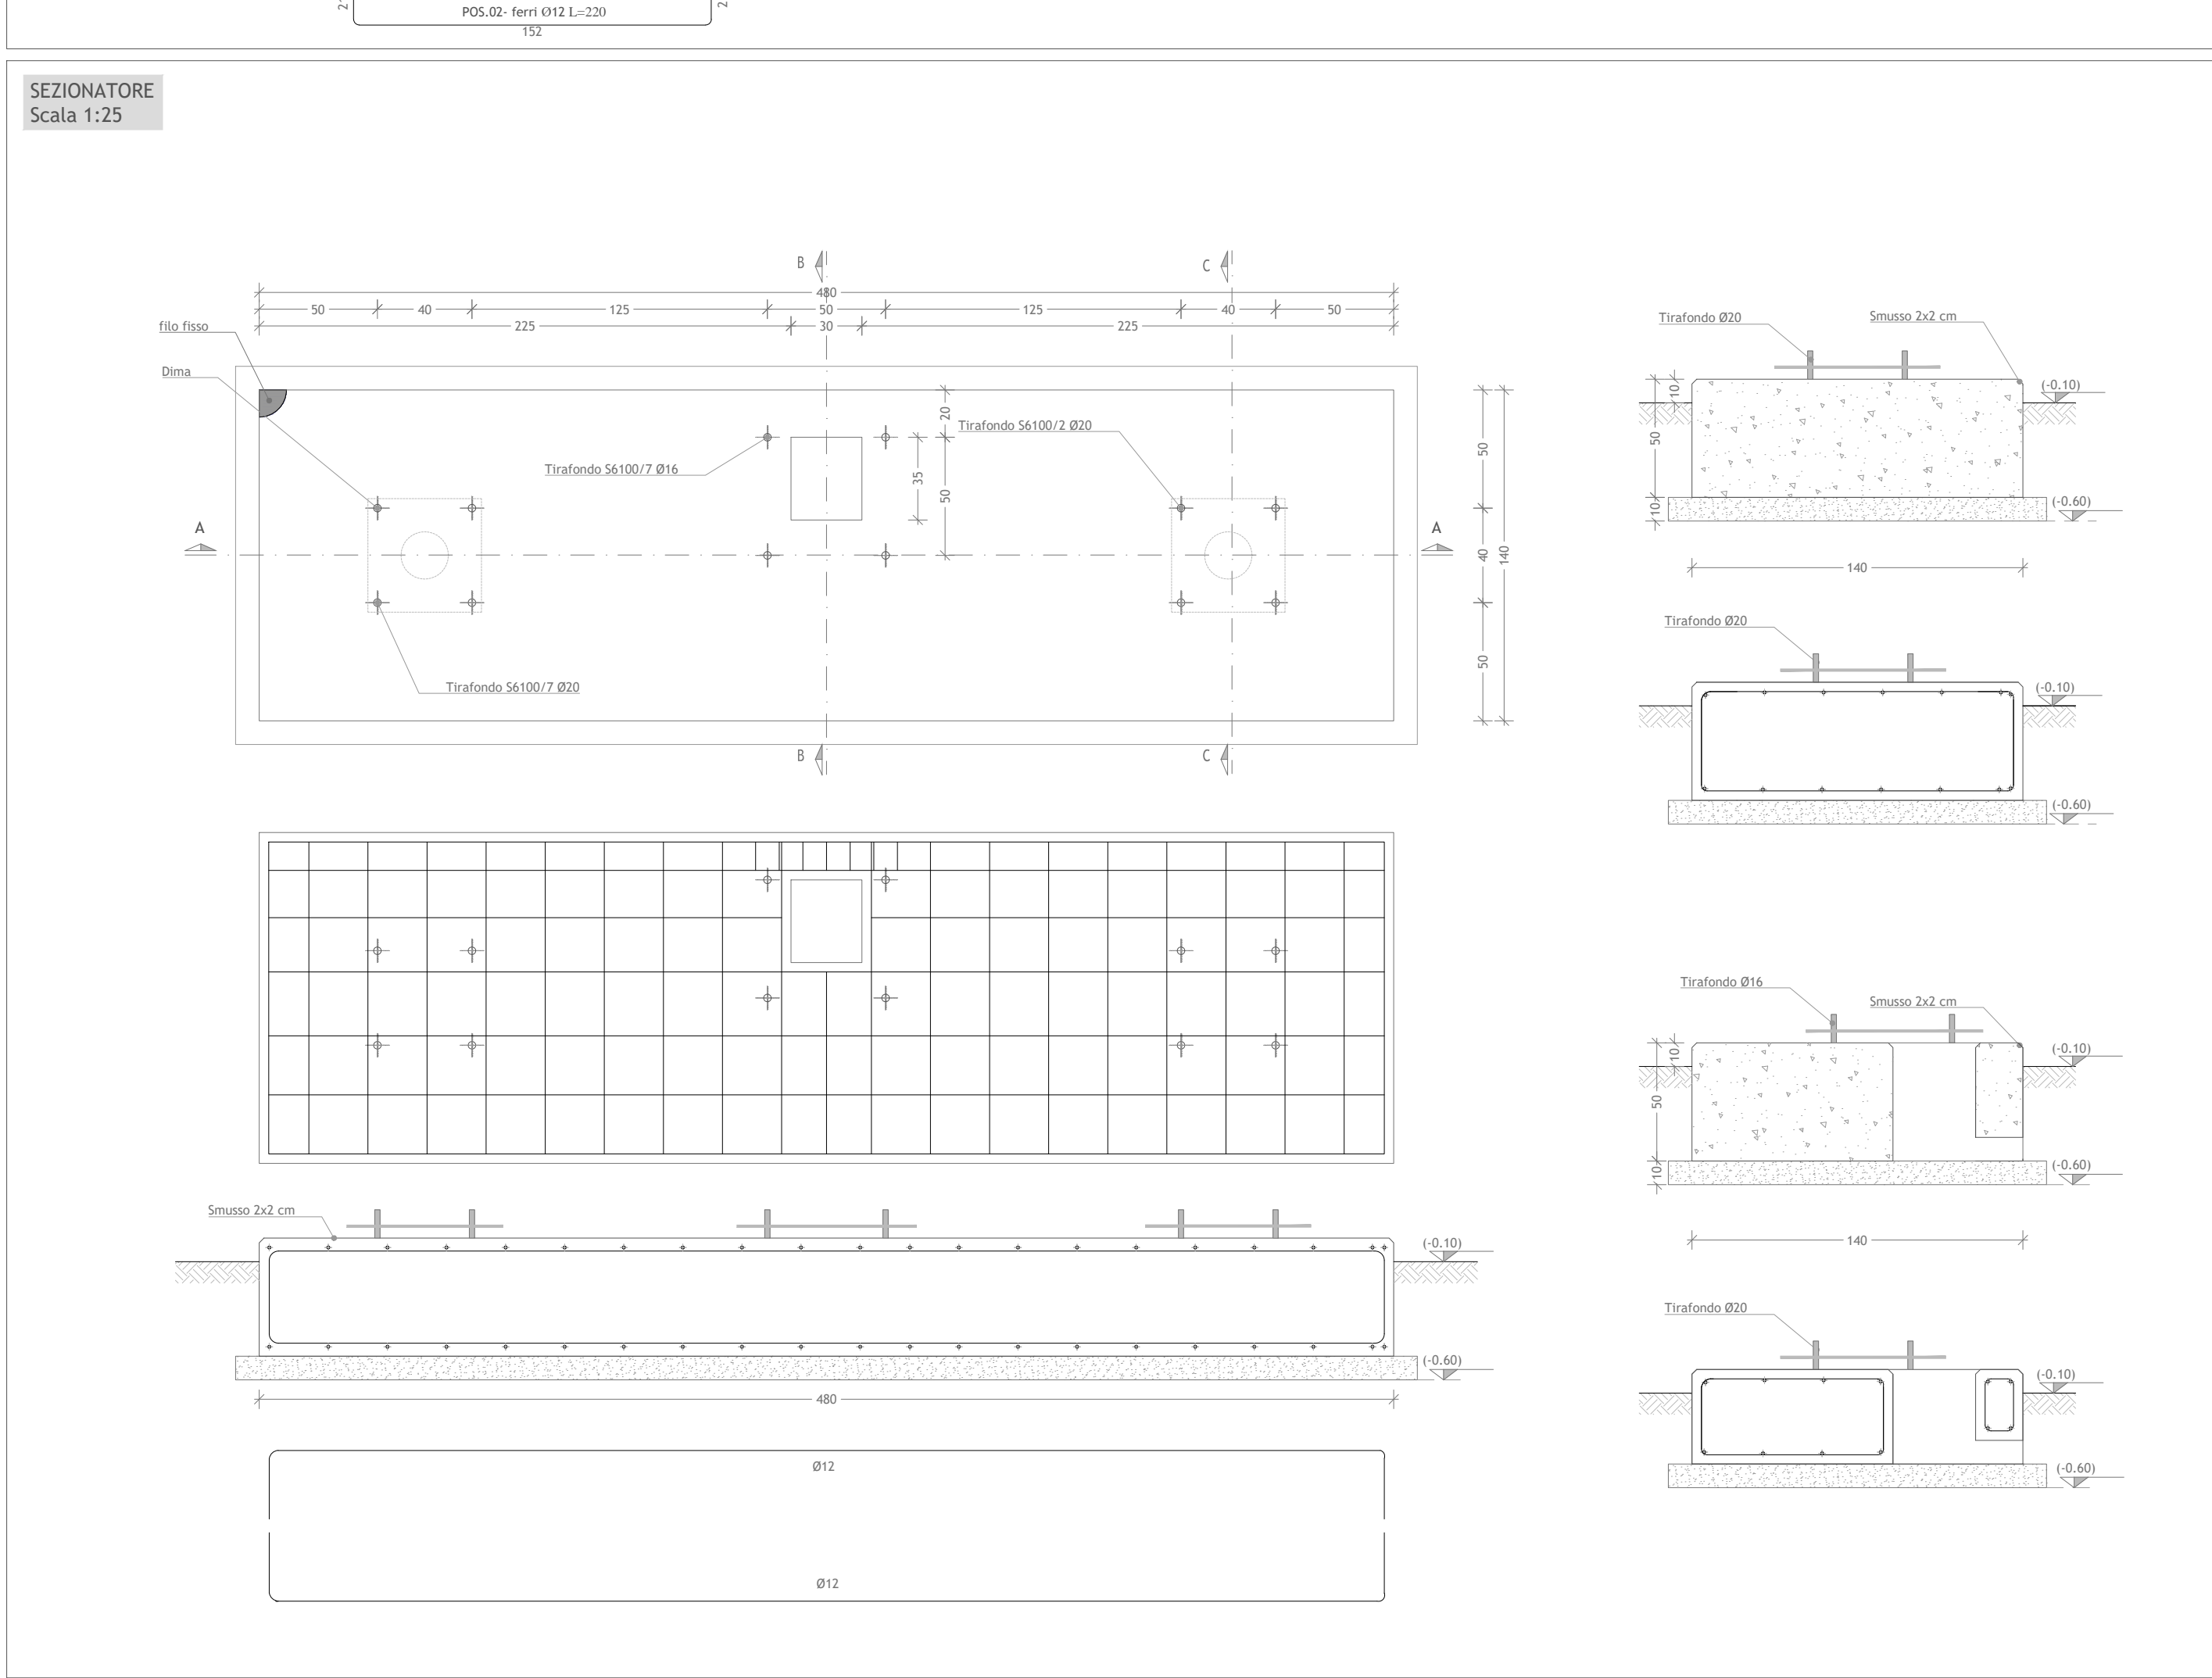 POS.02- ferri Ø12 L=220
152
SEZIONATORE
Scala 1:25
B
C
480
50
40
125
50
125
40
50
225
30
225
filo fisso
Dima
Tirafondo S6100/7 Ø16
Tirafondo S6100/2 Ø20
20
35
50
50
40
50
140
A
A
Tirafondo S6100/7 Ø20
B
C
Tirafondo Ø20
Smusso 2x2 cm
(-0.10)
10
50
10
(-0.60)
140
Tirafondo Ø20
(-0.10)
(-0.60)
Tirafondo Ø16
Smusso 2x2 cm
(-0.10)
10
50
10
(-0.60)
140
Smusso 2x2 cm
(-0.10)
(-0.60)
480
Tirafondo Ø20
(-0.10)
(-0.60)
Ø12
Ø12